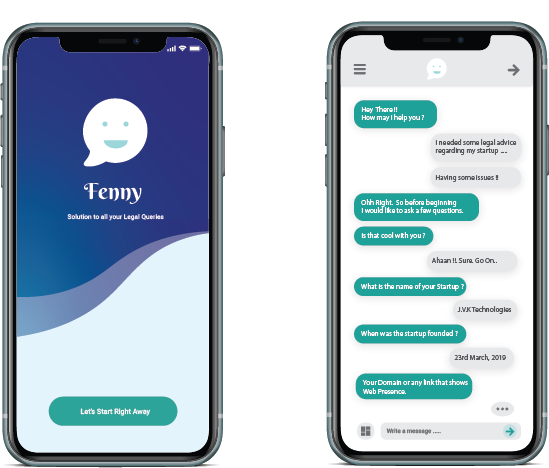 Fenny
Solution to all your Legal Queries
Let's Start Right Away
Hey There !!
How may I help you ?
I needed some legal advice
regarding my startup ....
Having some issues !!
Ohh Right. So before beginning
I would like to ask a few questions.
Is that cool with you ?
Ahaan !!. Sure. Go On..
What is the name of your Startup ?
J.V.K Technologies
When was the startup founded ?
23rd March, 2019
Your Domain or any link that shows
Web Presence.
Write a message .....